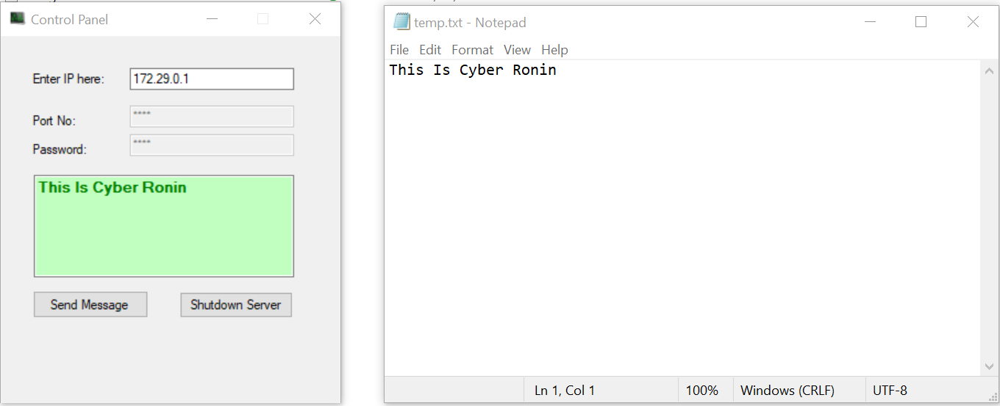 Control Panel
Enter IP here: 172.29.0.1
Port No: ****
Password: ****
This Is Cyber Ronin
Send Message Shutdown Server
temp.txt - Notepad
File Edit Format View Help
This Is Cyber Ronin
Ln 1, Col 1 100% Windows (CRLF) UTF-8